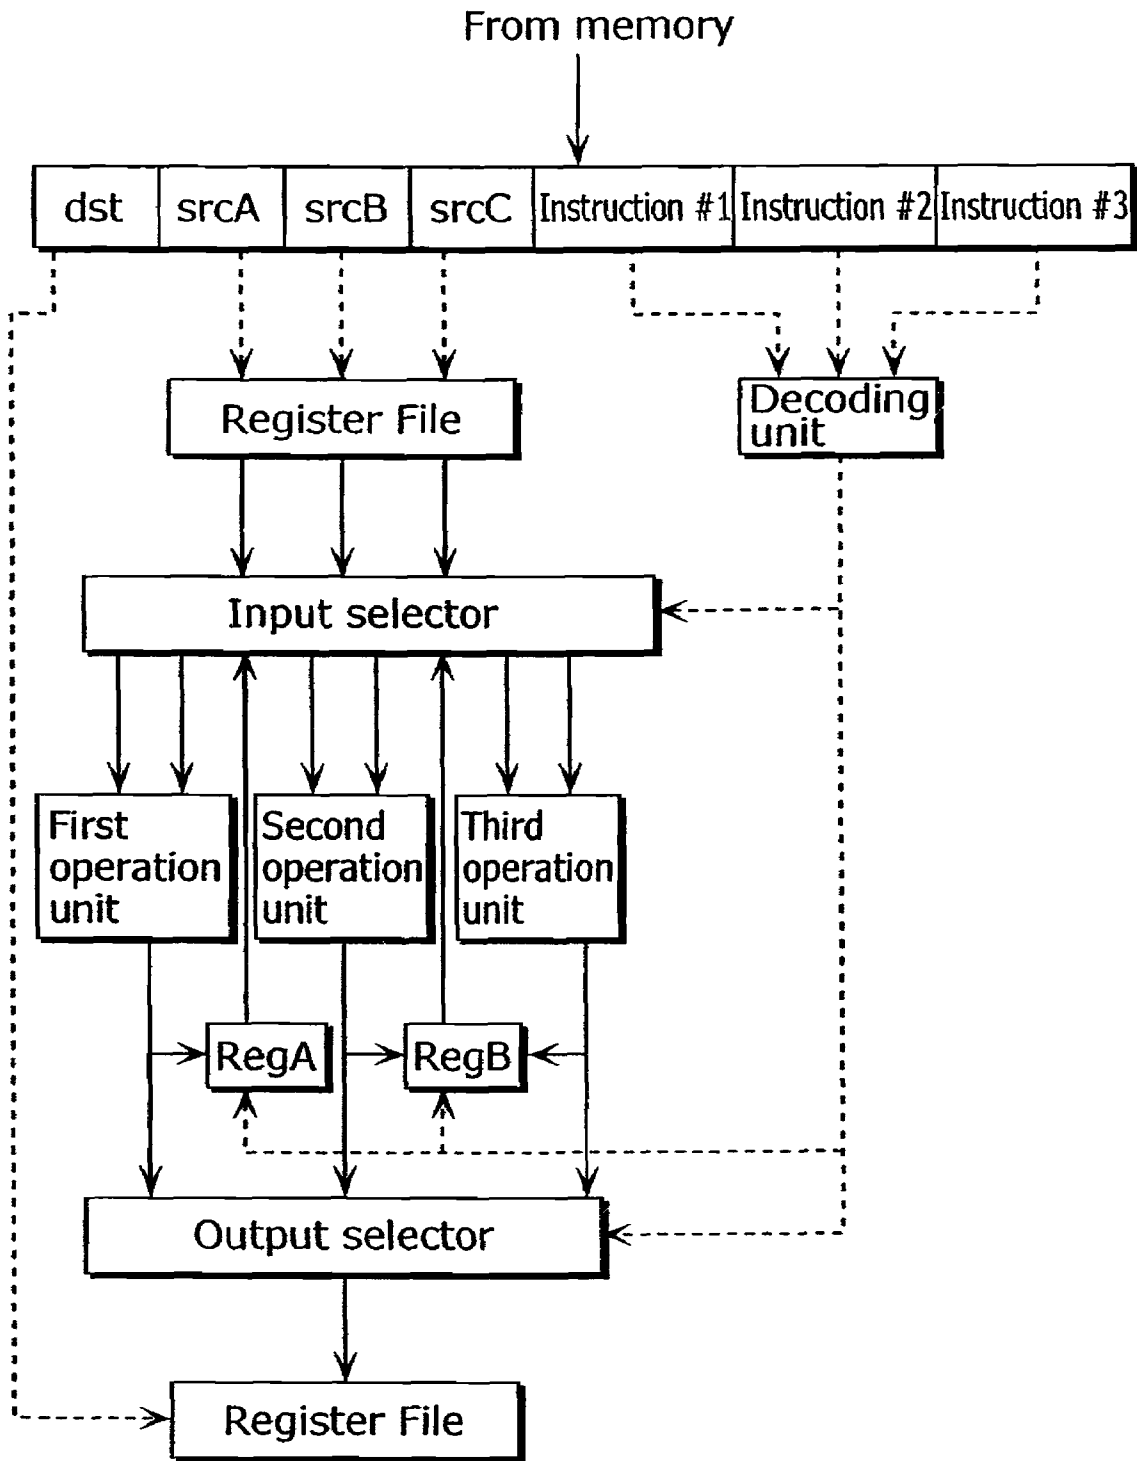 From memory
dst srcA srcB srcC Instruction #1 Instruction #2 Instruction #3
Register File
Decoding
unit
Input selector
First
operation
unit
Second
operation
unit
Third
operation
unit
RegA
RegB
Output selector
Register File